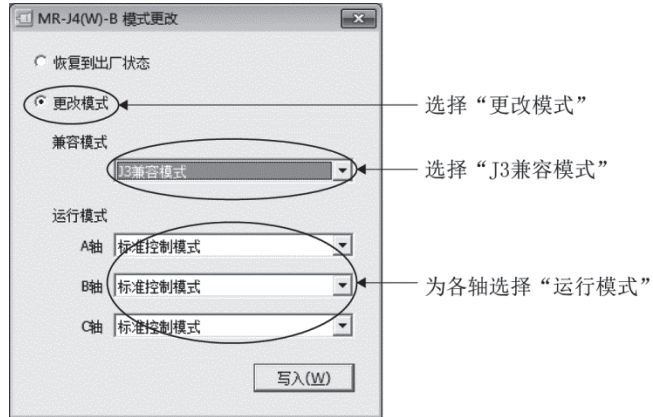 MR-J4(W)-B 模式更改
恢复到出厂状态
更改模式
选择“更改模式”
兼容模式
J3兼容模式
选择“J3兼容模式”
运行模式
A轴 标准控制模式
B轴 标准控制模式
为各轴选择“运行模式”
C轴 标准控制模式
写入(W)